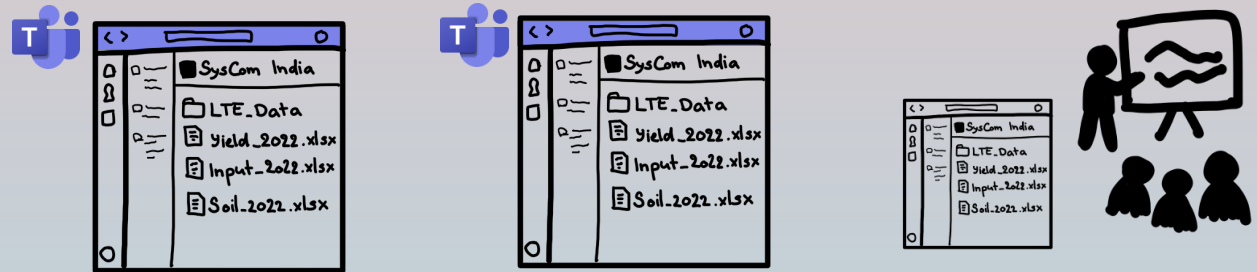 T
SysCom India
LTE_Data
Yield_2022.xlsx
Input_2022.xlsx
Soil_2022.xlsx
T
SysCom India
LTE_Data
Yield_2022.xlsx
Input_2022.xlsx
Soil_2022.xlsx
SysCom India
LTE_Data
Yield_2022.xlsx
Input_2022.xlsx
Soil_2022.xlsx